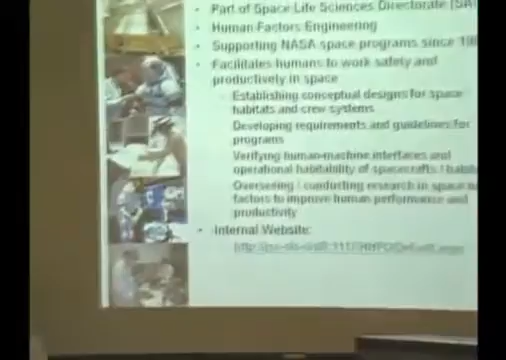 Part of Space Life Sciences Directorate (SA)
Human Factors Engineering
Supporting NASA space programs since
Facilitates humans to work safely and
productively in space
Establishing conceptual designs for space
habitats and crew systems
Developing requirements and guidelines for
programs
Verifying human-machine interfaces and
operational habitability of spacecrafts /
Overseeing / conducting research in space
factors to improve human performance and
productivity
Internal Website: